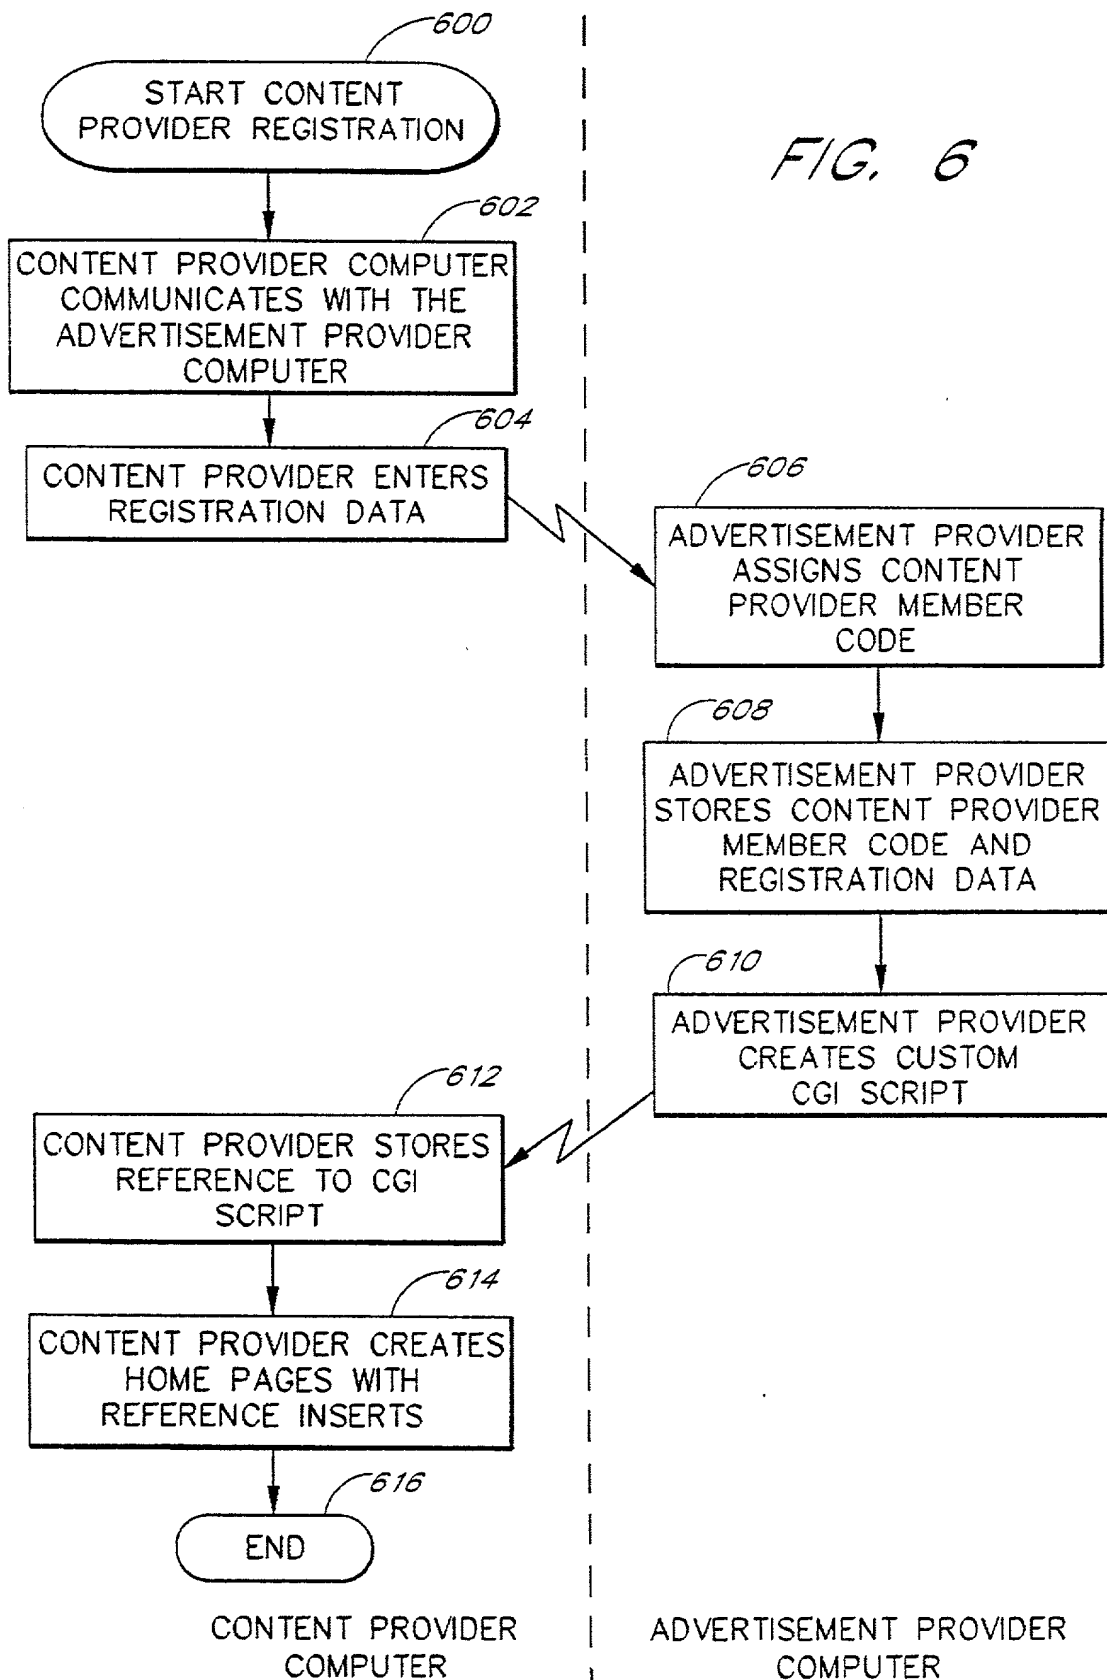 600
START CONTENT
PROVIDER REGISTRATION
FIG. 6
602
CONTENT PROVIDER COMPUTER
COMMUNICATES WITH THE
ADVERTISEMENT PROVIDER
COMPUTER
604
CONTENT PROVIDER ENTERS
REGISTRATION DATA
606
ADVERTISEMENT PROVIDER
ASSIGNS CONTENT
PROVIDER MEMBER
CODE
608
ADVERTISEMENT PROVIDER
STORES CONTENT PROVIDER
MEMBER CODE AND
REGISTRATION DATA
610
ADVERTISEMENT PROVIDER
CREATES CUSTOM
CGI SCRIPT
612
CONTENT PROVIDER STORES
REFERENCE TO CGI
SCRIPT
614
CONTENT PROVIDER CREATES
HOME PAGES WITH
REFERENCE INSERTS
616
END
CONTENT PROVIDER
COMPUTER
ADVERTISEMENT PROVIDER
COMPUTER